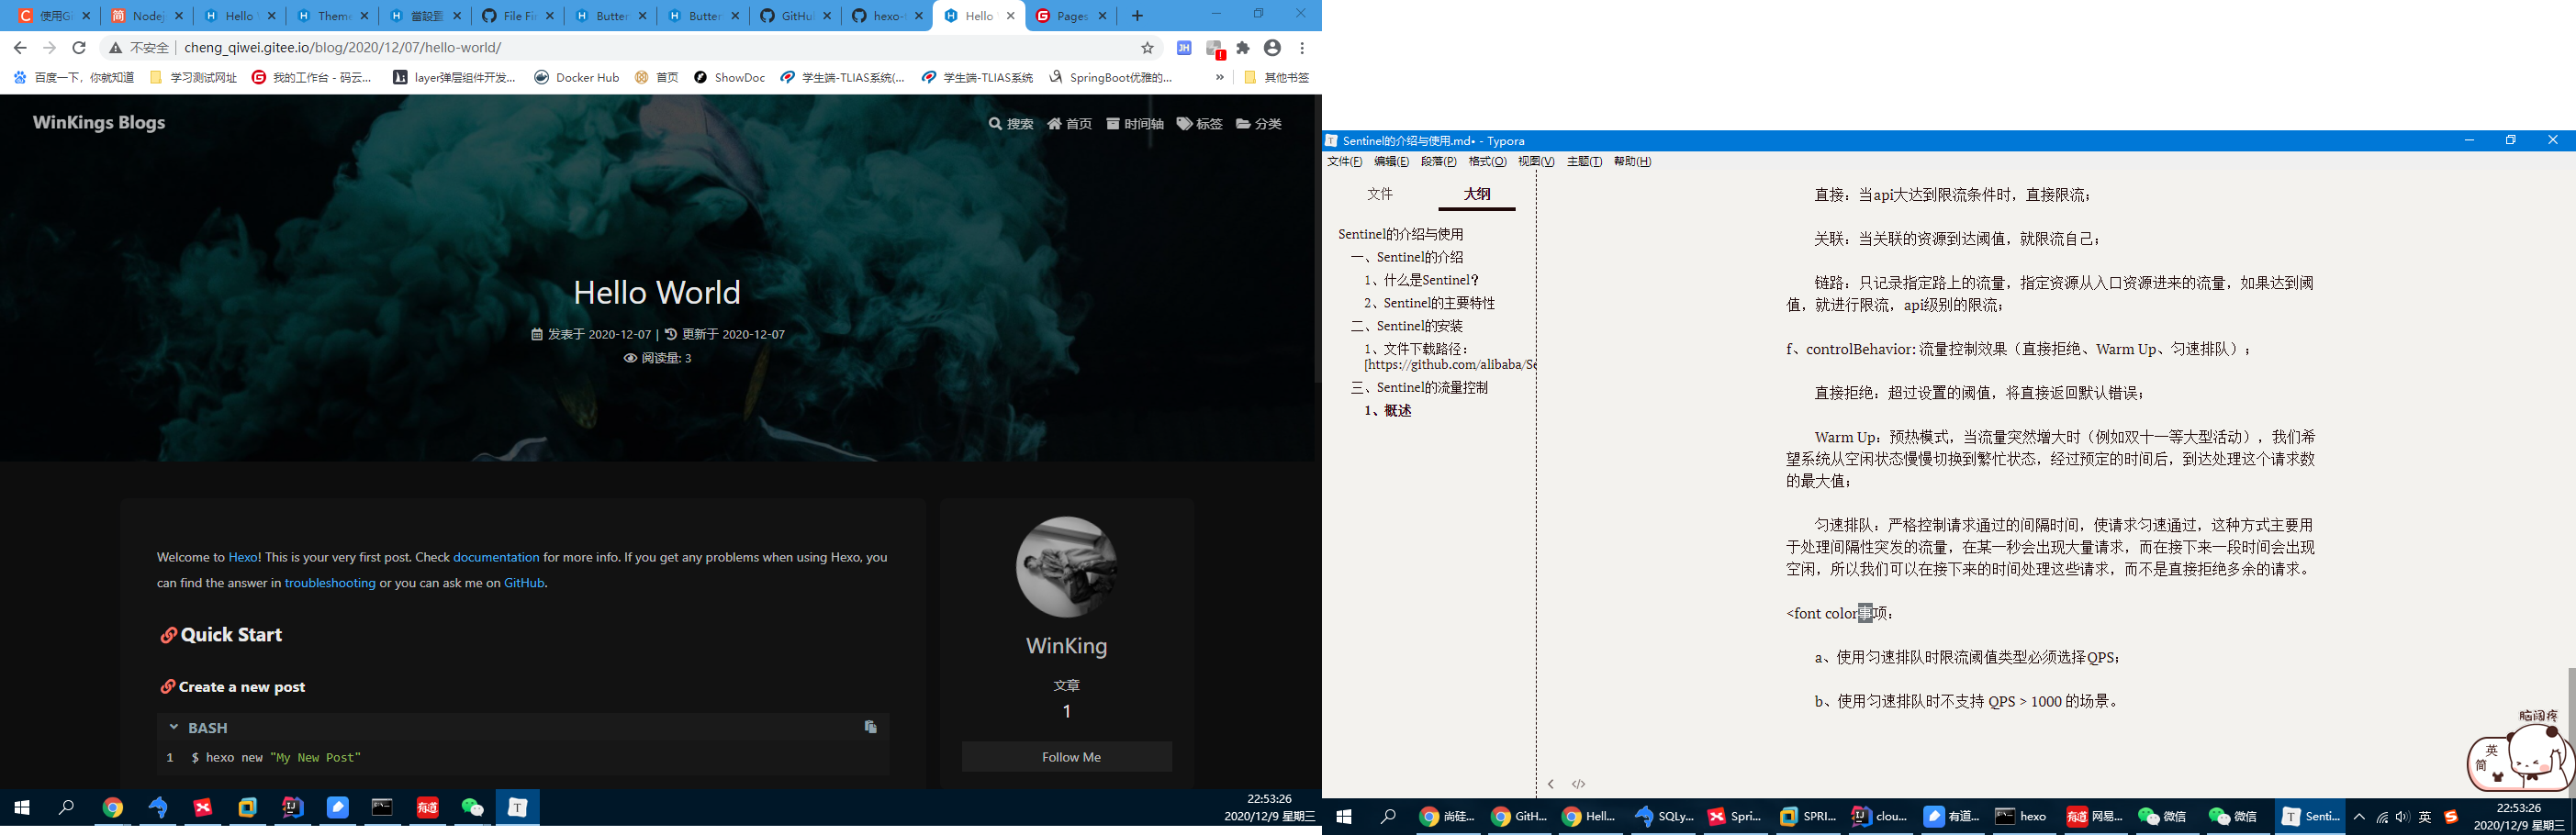 使用Gi
Nodej
Hello W
Theme
當設置
File Fin
Butter
Butter
GitHub
hexo-t
Hello W
Pages
不安全 | cheng_qiwei.gitee.io/blog/2020/12/07/hello-world/
百度一下，你就知道
学习测试网址
我的工作台 - 码云...
layer弹层组件开发...
Docker Hub
首页
ShowDoc
学生端-TLIAS系统(...
学生端-TLIAS系统
SpringBoot优雅的...
»
其他书签
WinKings Blogs
搜索 首页 时间轴 标签 分类
Hello World
发表于 2020-12-07 | 更新于 2020-12-07
阅读量: 3
Welcome to Hexo! This is your very first post. Check documentation for more info. If you get any problems when using Hexo, you
can find the answer in troubleshooting or you can ask me on GitHub.
Quick Start
Create a new post
BASH
1 $ hexo new "My New Post"
WinKing
文章
1
Follow Me
22:53:26
2020/12/9 星期三
Sentinel的介绍与使用.md• - Typora
文件(F) 编辑(E) 段落(P) 格式(O) 视图(V) 主题(T) 帮助(H)
文件 大纲
Sentinel的介绍与使用
一、Sentinel的介绍
1、什么是Sentinel？
2、Sentinel的主要特性
二、Sentinel的安装
1、文件下载路径：
[https://github.com/alibaba/Se
三、Sentinel的流量控制
1、概述
直接：当api大达到限流条件时，直接限流；
关联：当关联的资源到达阈值，就限流自己；
链路：只记录指定路上的流量，指定资源从入口资源进来的流量，如果达到阈
值，就进行限流，api级别的限流；
f、controlBehavior: 流量控制效果（直接拒绝、Warm Up、匀速排队）；
直接拒绝：超过设置的阈值，将直接返回默认错误；
Warm Up：预热模式，当流量突然增大时（例如双十一等大型活动），我们希
望系统从空闲状态慢慢切换到繁忙状态，经过预定的时间后，到达处理这个请求数
的最大值；
匀速排队：严格控制请求通过的间隔时间，使请求匀速通过，这种方式主要用
于处理间隔性突发的流量，在某一秒会出现大量请求，而在接下来一段时间会出现
空闲，所以我们可以在接下来的时间处理这些请求，而不是直接拒绝多余的请求。
<font color事项：
a、使用匀速排队时限流阈值类型必须选择QPS；
b、使用匀速排队时不支持 QPS > 1000 的场景。
脑阔疼
英
简
尚硅... GitH... Hell... SQLy... Spri... SPRI... clou... 有道... hexo 网易... 微信 微信 Senti... 英
22:53:26
2020/12/9 星期三